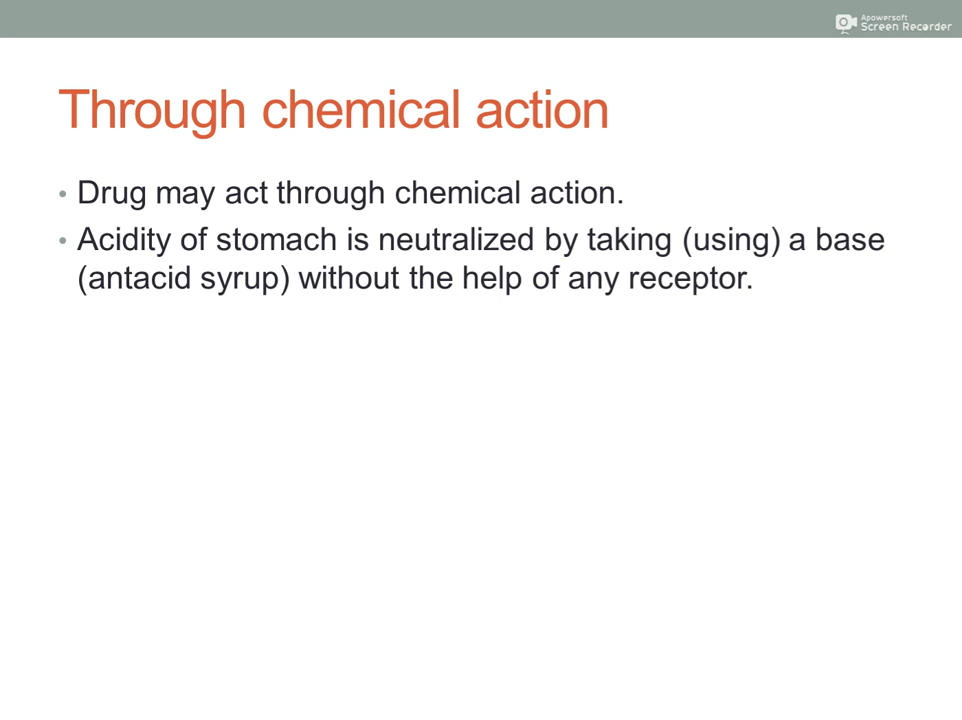 Apowersoft
Screen Recorder
Through chemical action
• Drug may act through chemical action.
• Acidity of stomach is neutralized by taking (using) a base
(antacid syrup) without the help of any receptor.